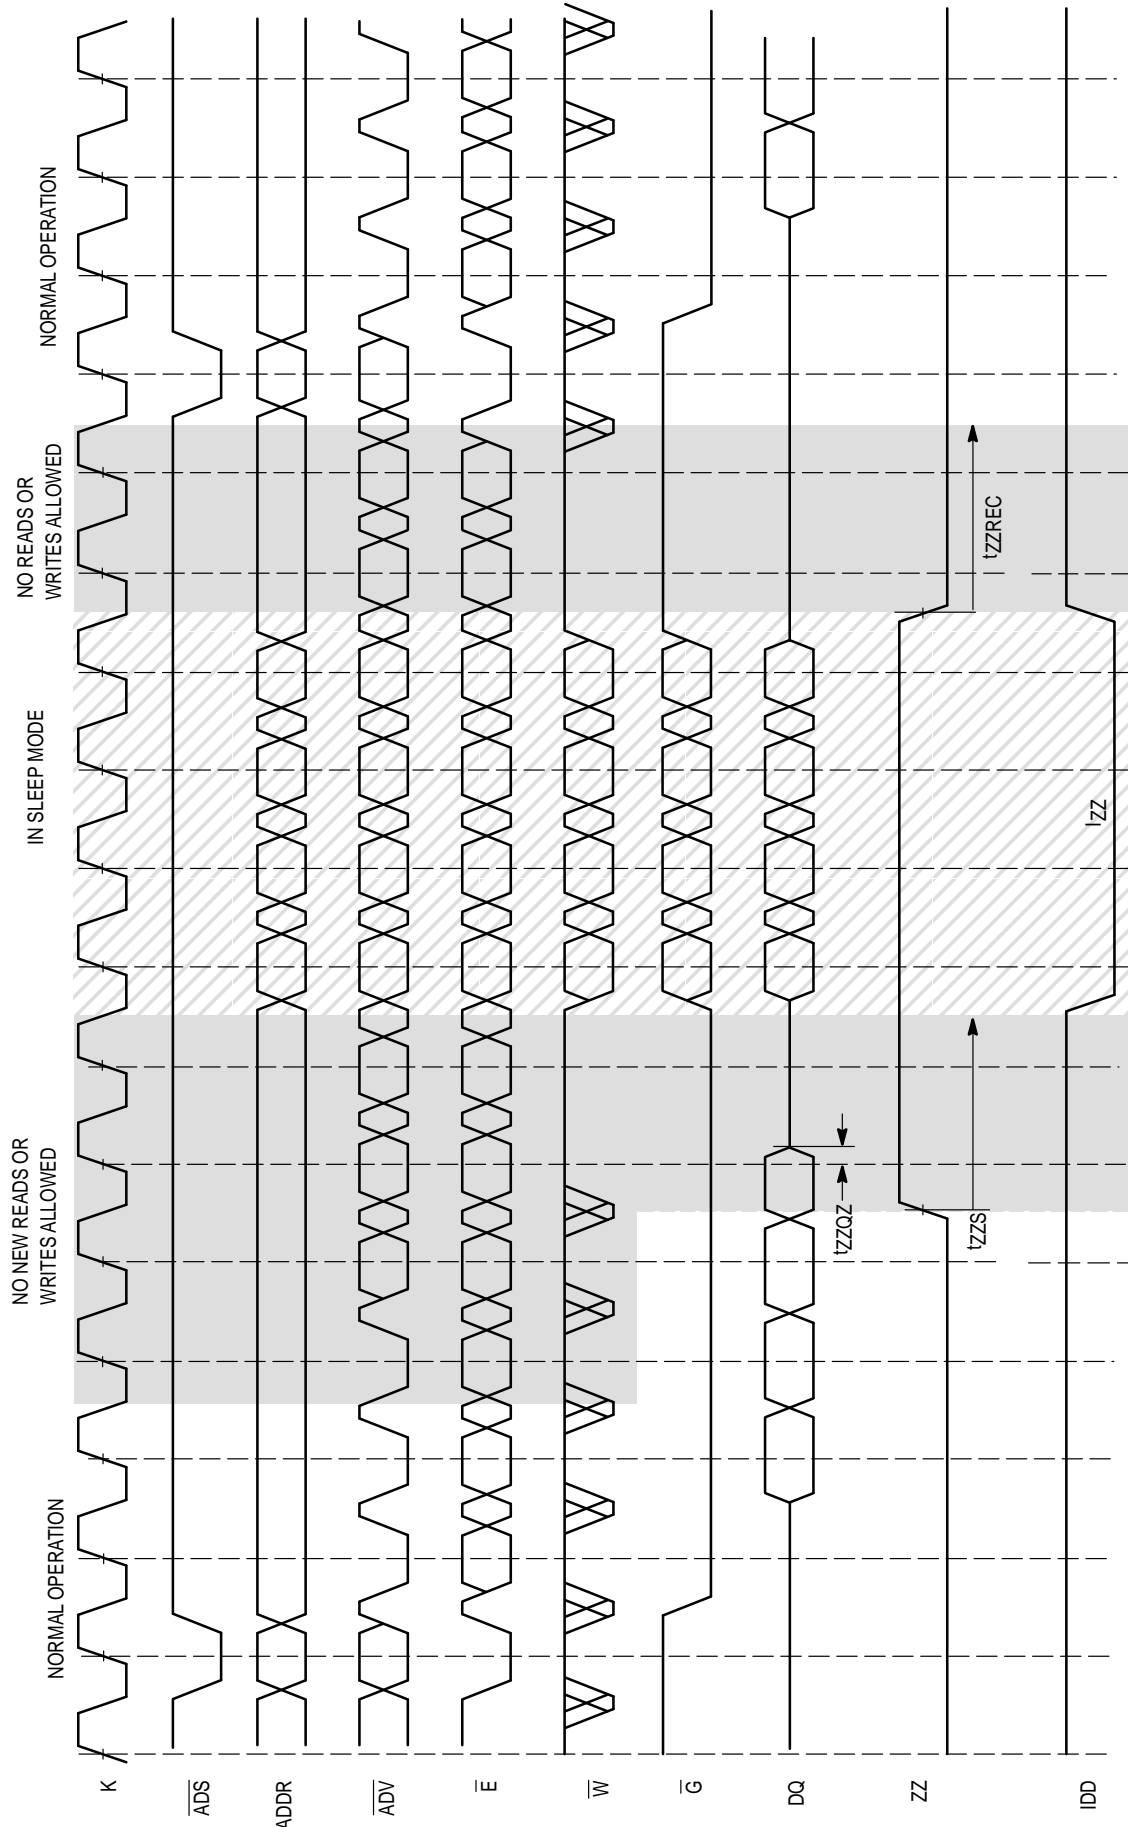 NORMAL OPERATION
NO NEW READS OR
WRITES ALLOWED
IN SLEEP MODE
NO READS OR
WRITES ALLOWED
NORMAL OPERATION
K
ADS
ADDR
ADV
E
W
G
DQ
tZZQZ
ZZ
tZZS
tZZREC
IDD
IZZ